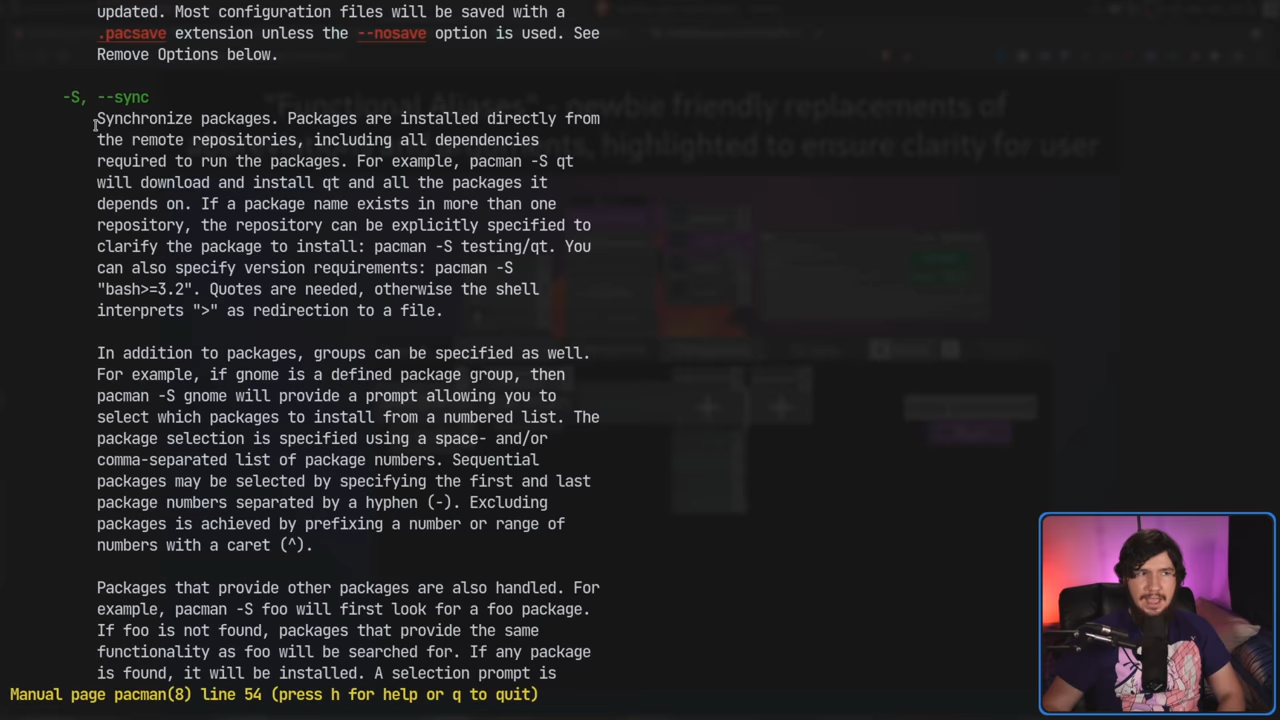 updated. Most configuration files will be saved with a
.pacsave extension unless the --nosave option is used. See
Remove Options below.
-S, --sync
Synchronize packages. Packages are installed directly from
the remote repositories, including all dependencies
required to run the packages. For example, pacman -S qt
will download and install qt and all the packages it
depends on. If a package name exists in more than one
repository, the repository can be explicitly specified to
clarify the package to install: pacman -S testing/qt. You
can also specify version requirements: pacman -S
"bash>=3.2". Quotes are needed, otherwise the shell
interprets ">" as redirection to a file.
In addition to packages, groups can be specified as well.
For example, if gnome is a defined package group, then
pacman -S gnome will provide a prompt allowing you to
select which packages to install from a numbered list. The
package selection is specified using a space- and/or
comma-separated list of package numbers. Sequential
packages may be selected by specifying the first and last
package numbers separated by a hyphen (-). Excluding
packages is achieved by prefixing a number or range of
numbers with a caret (^).
Packages that provide other packages are also handled. For
example, pacman -S foo will first look for a foo package.
If foo is not found, packages that provide the same
functionality as foo will be searched for. If any package
is found, it will be installed. A selection prompt is
Manual page pacman(8) line 54 (press h for help or q to quit)
"Functional Aliases" - newbie friendly replacements of
highlighted to ensure clarity for user